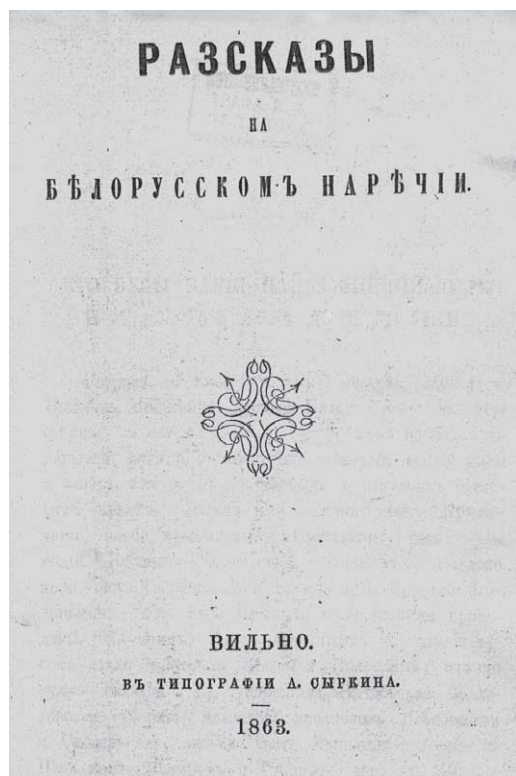 РАЗСКАЗЫ
НА
БѢЛОРУССКОМЪ НАРѢЧІИ.
ВИЛЬНО.
ВЪ ТИПОГРАФІИ А. СЫРКИНА.
1863.